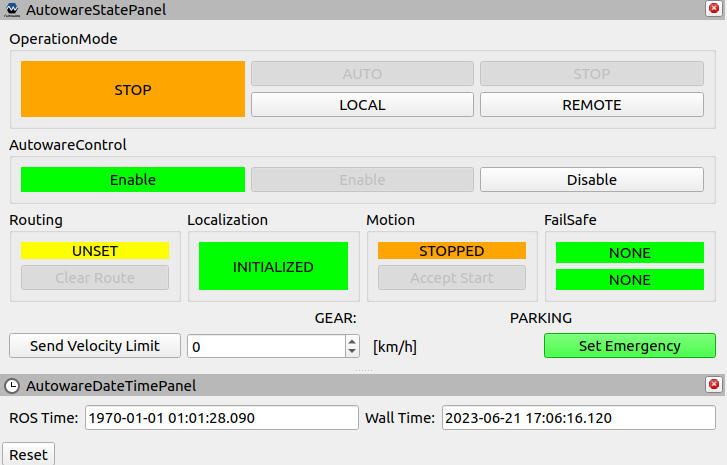 AutowareStatePanel
OperationMode
STOP AUTO STOP
LOCAL REMOTE
AutowareControl
Enable Enable Disable
Routing Localization Motion FailSafe
UNSET INITIALIZED STOPPED NONE
Clear Route Accept Start NONE
GEAR: PARKING
Send Velocity Limit 0 [km/h] Set Emergency
AutowareDateTimePanel
ROS Time: 1970-01-01 01:01:28.090 Wall Time: 2023-06-21 17:06:16.120
Reset